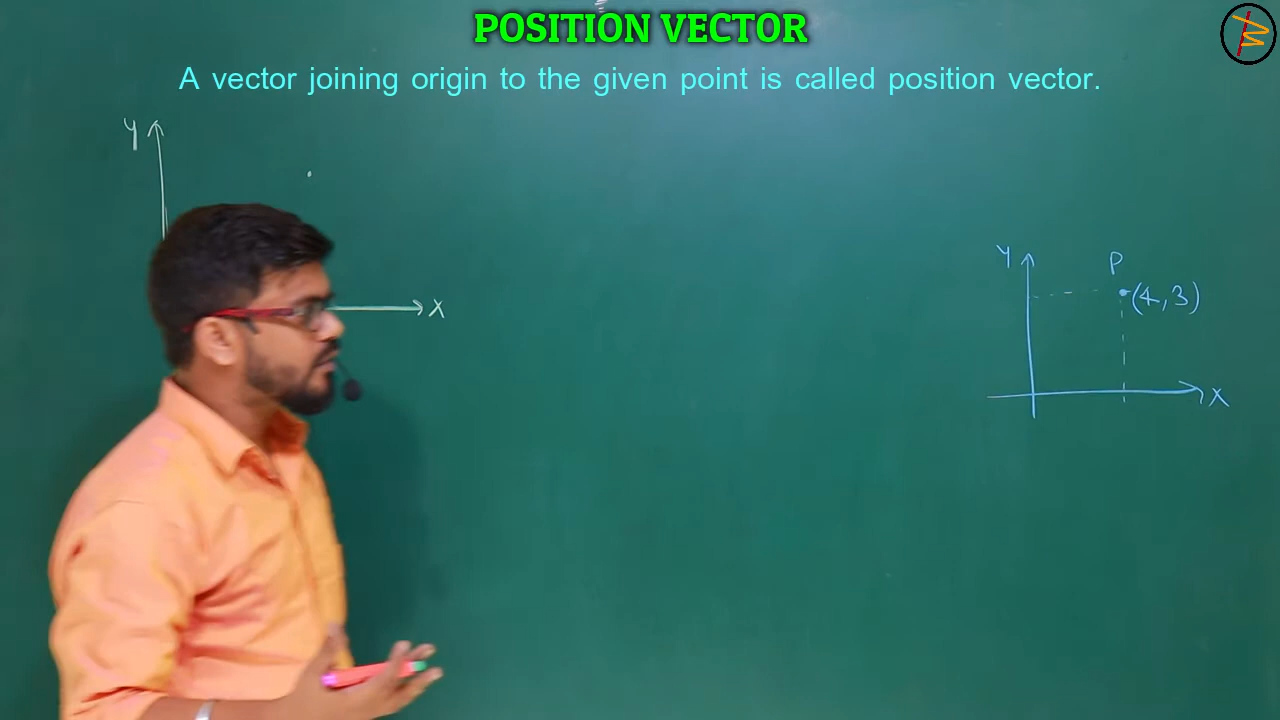 POSITION VECTOR
A vector joining origin to the given point is called position vector.
Y
X
Y
P
(4,3)
X